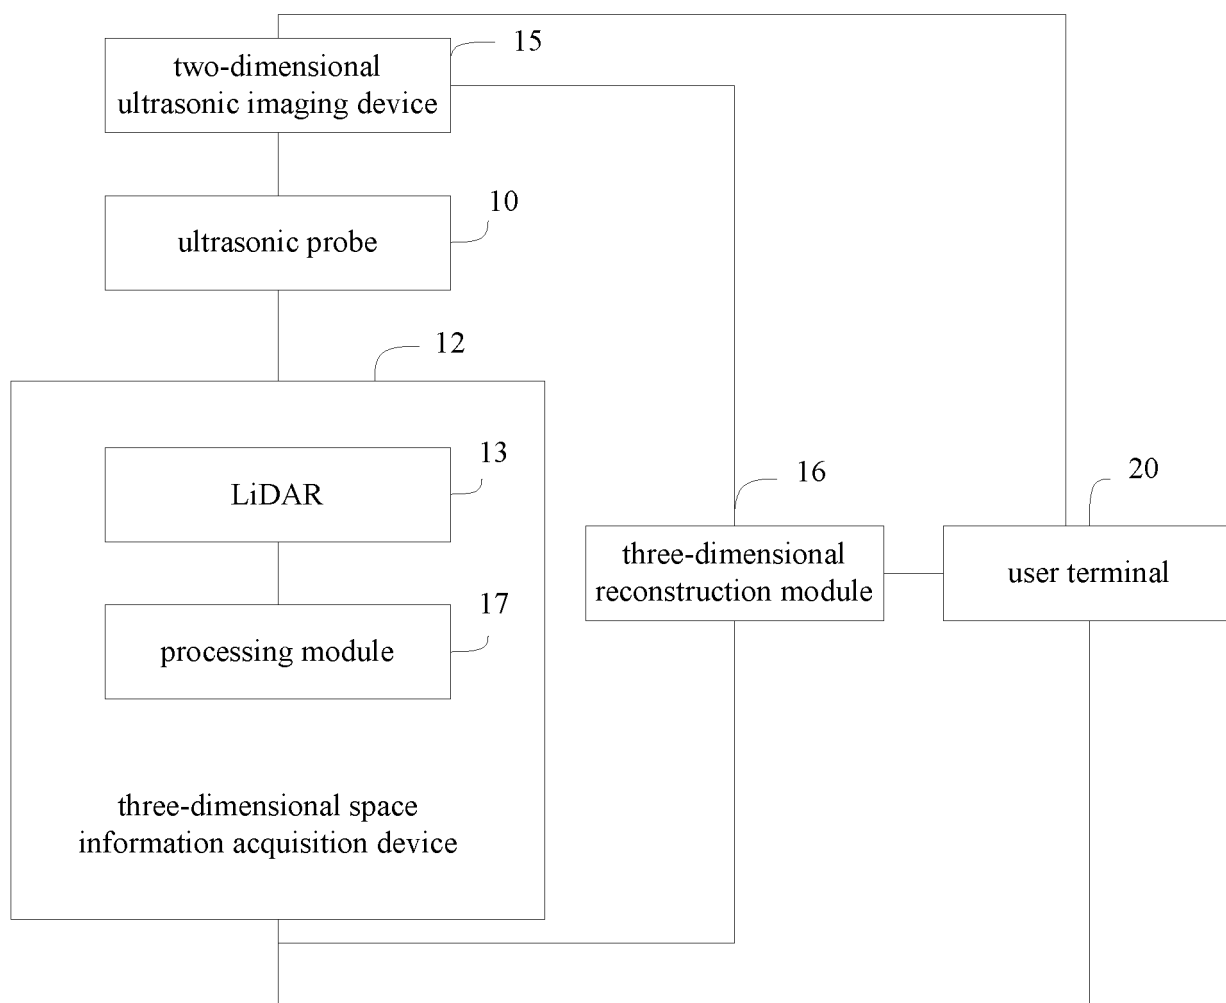 15
two-dimensional
ultrasonic imaging device
10
ultrasonic probe
12
13
LiDAR
17
processing module
three-dimensional space
information acquisition device
16
three-dimensional
reconstruction module
20
user terminal